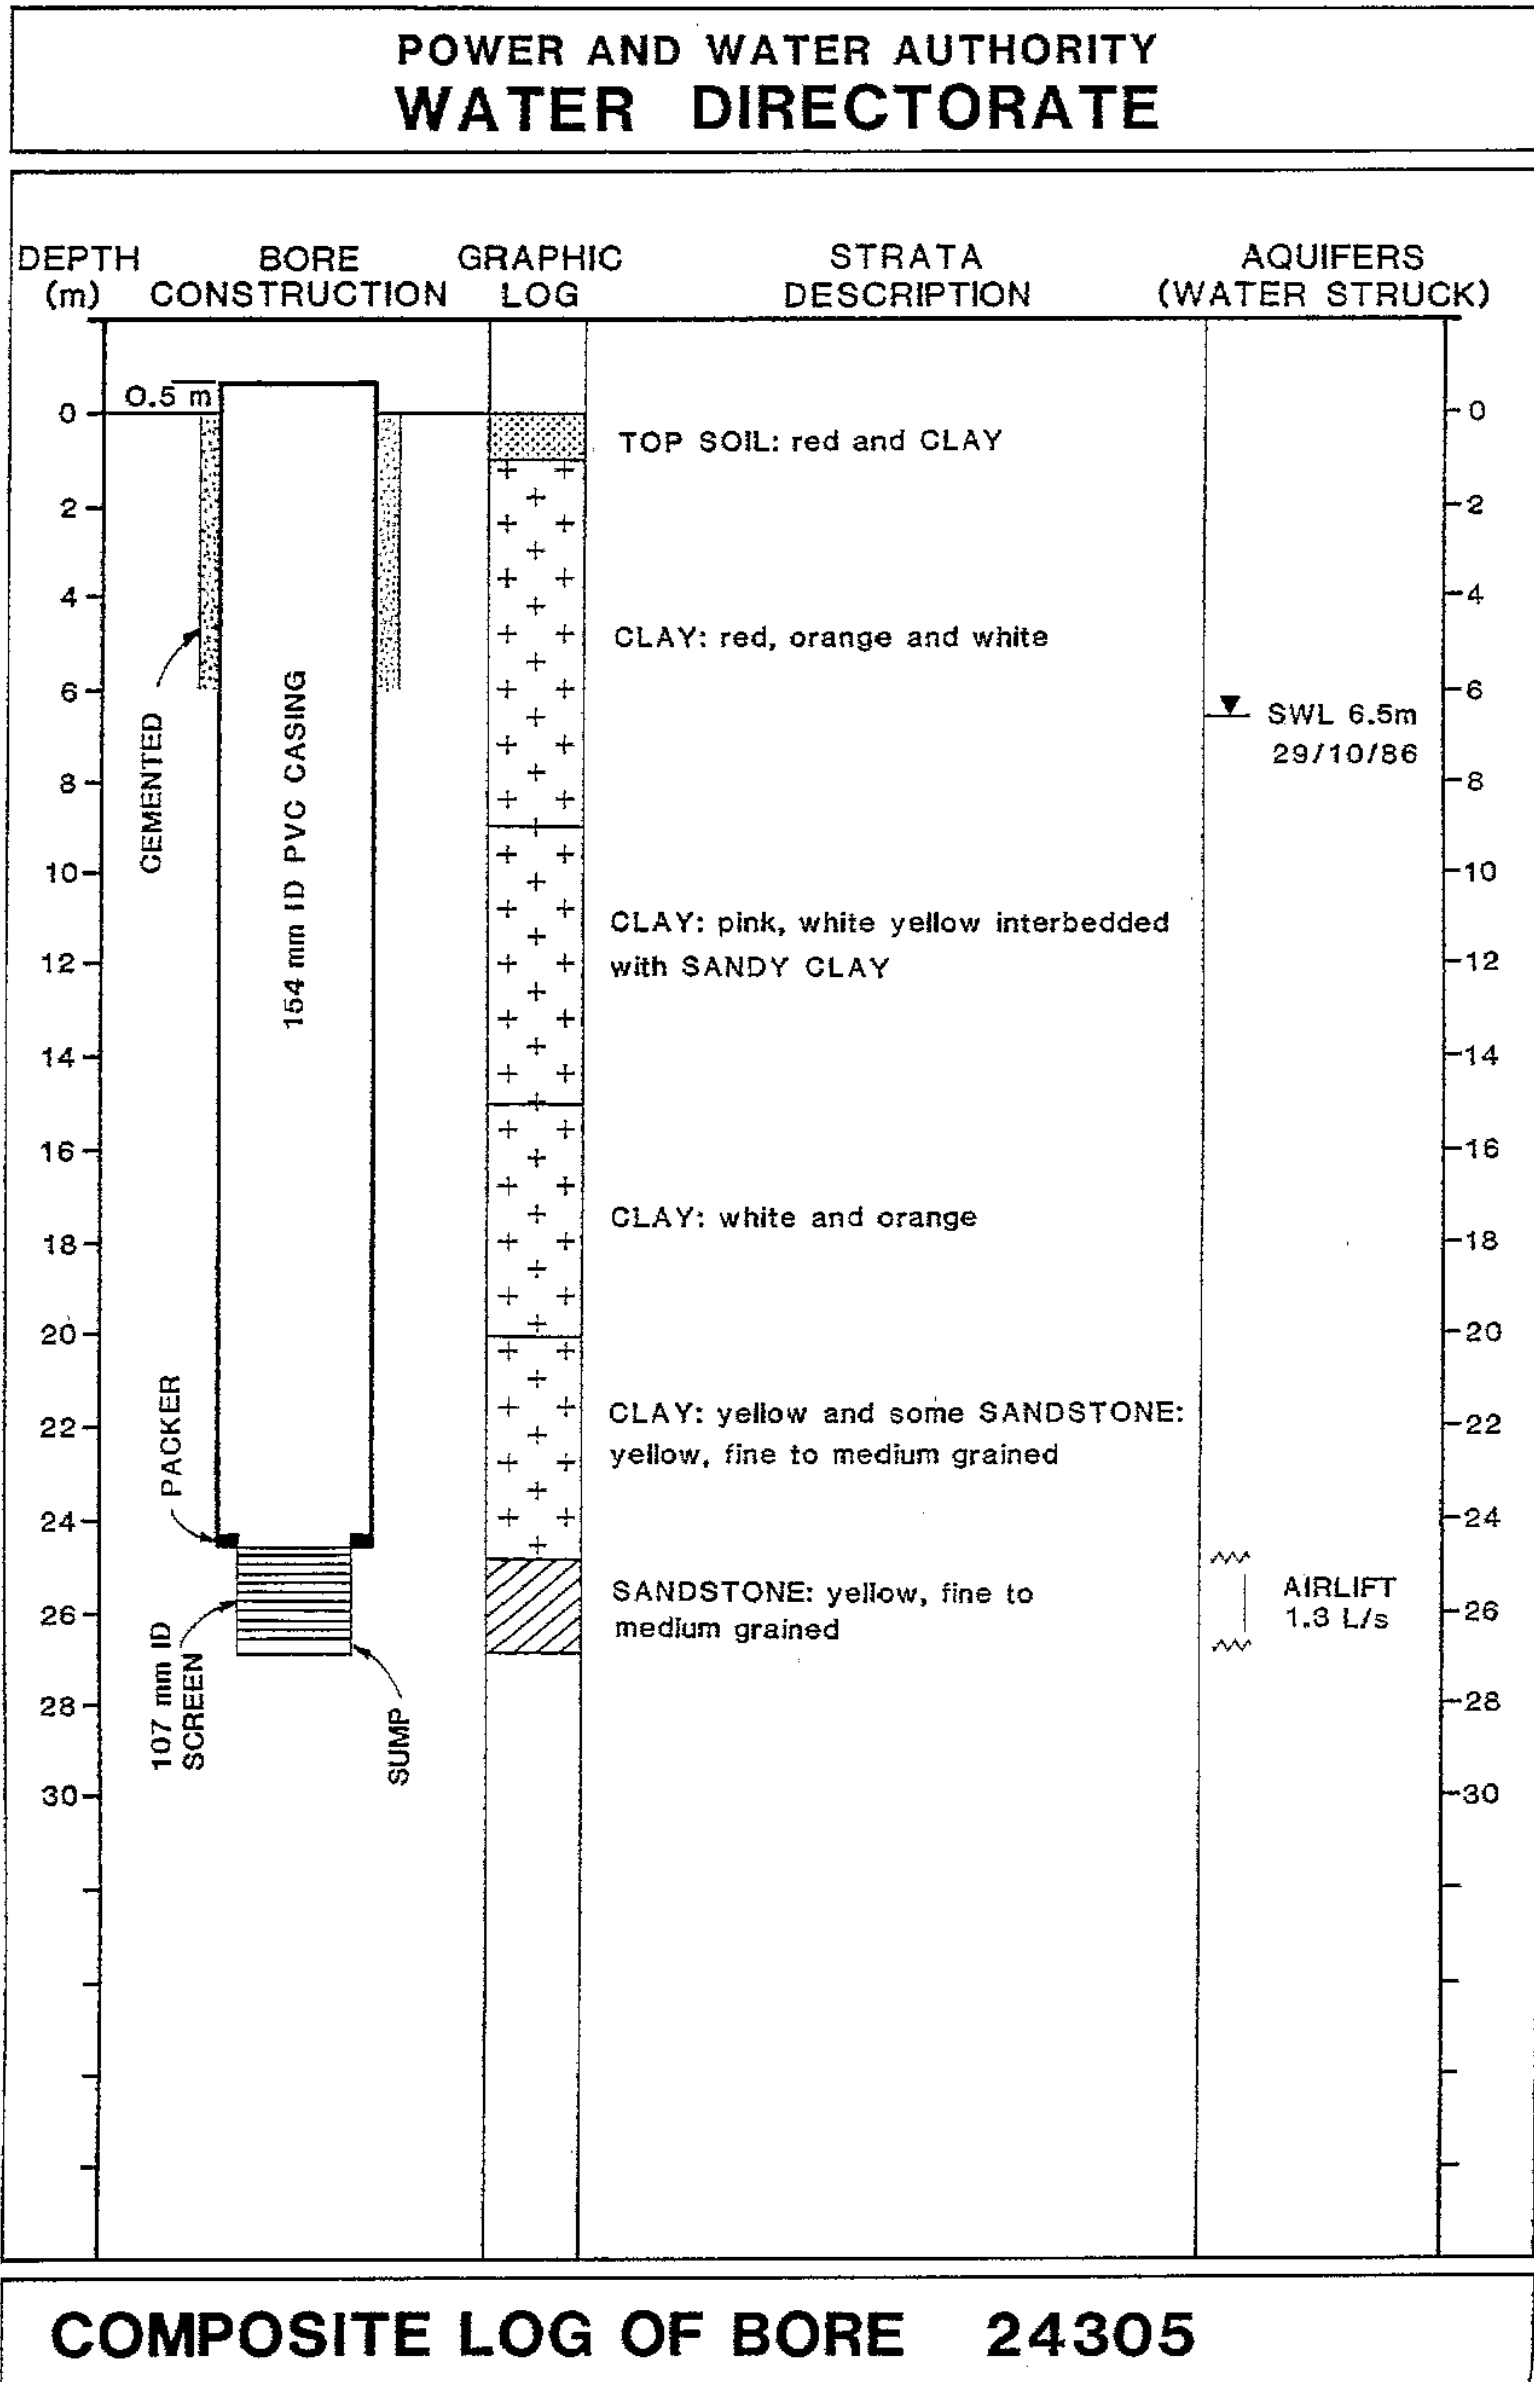 POWER AND WATER AUTHORITY
WATER DIRECTORATE
DEPTH
(m)
BORE
CONSTRUCTION
GRAPHIC
LOG
STRATA
DESCRIPTION
AQUIFERS
(WATER STRUCK)
0.5 m
0
2
4
6
8
10
12
14
16
18
20
22
24
26
28
30
CEMENTED
154 mm ID PVC CASING
PACKER
107 mm ID
SCREEN
SUMP
TOP SOIL: red and CLAY
CLAY: red, orange and white
CLAY: pink, white yellow interbedded
with SANDY CLAY
CLAY: white and orange
CLAY: yellow and some SANDSTONE:
yellow, fine to medium grained
SANDSTONE: yellow, fine to
medium grained
SWL 6.5m
29/10/86
AIRLIFT
1.3 L/s
0
2
4
6
8
10
12
14
16
18
20
22
24
26
28
30
COMPOSITE LOG OF BORE 24305